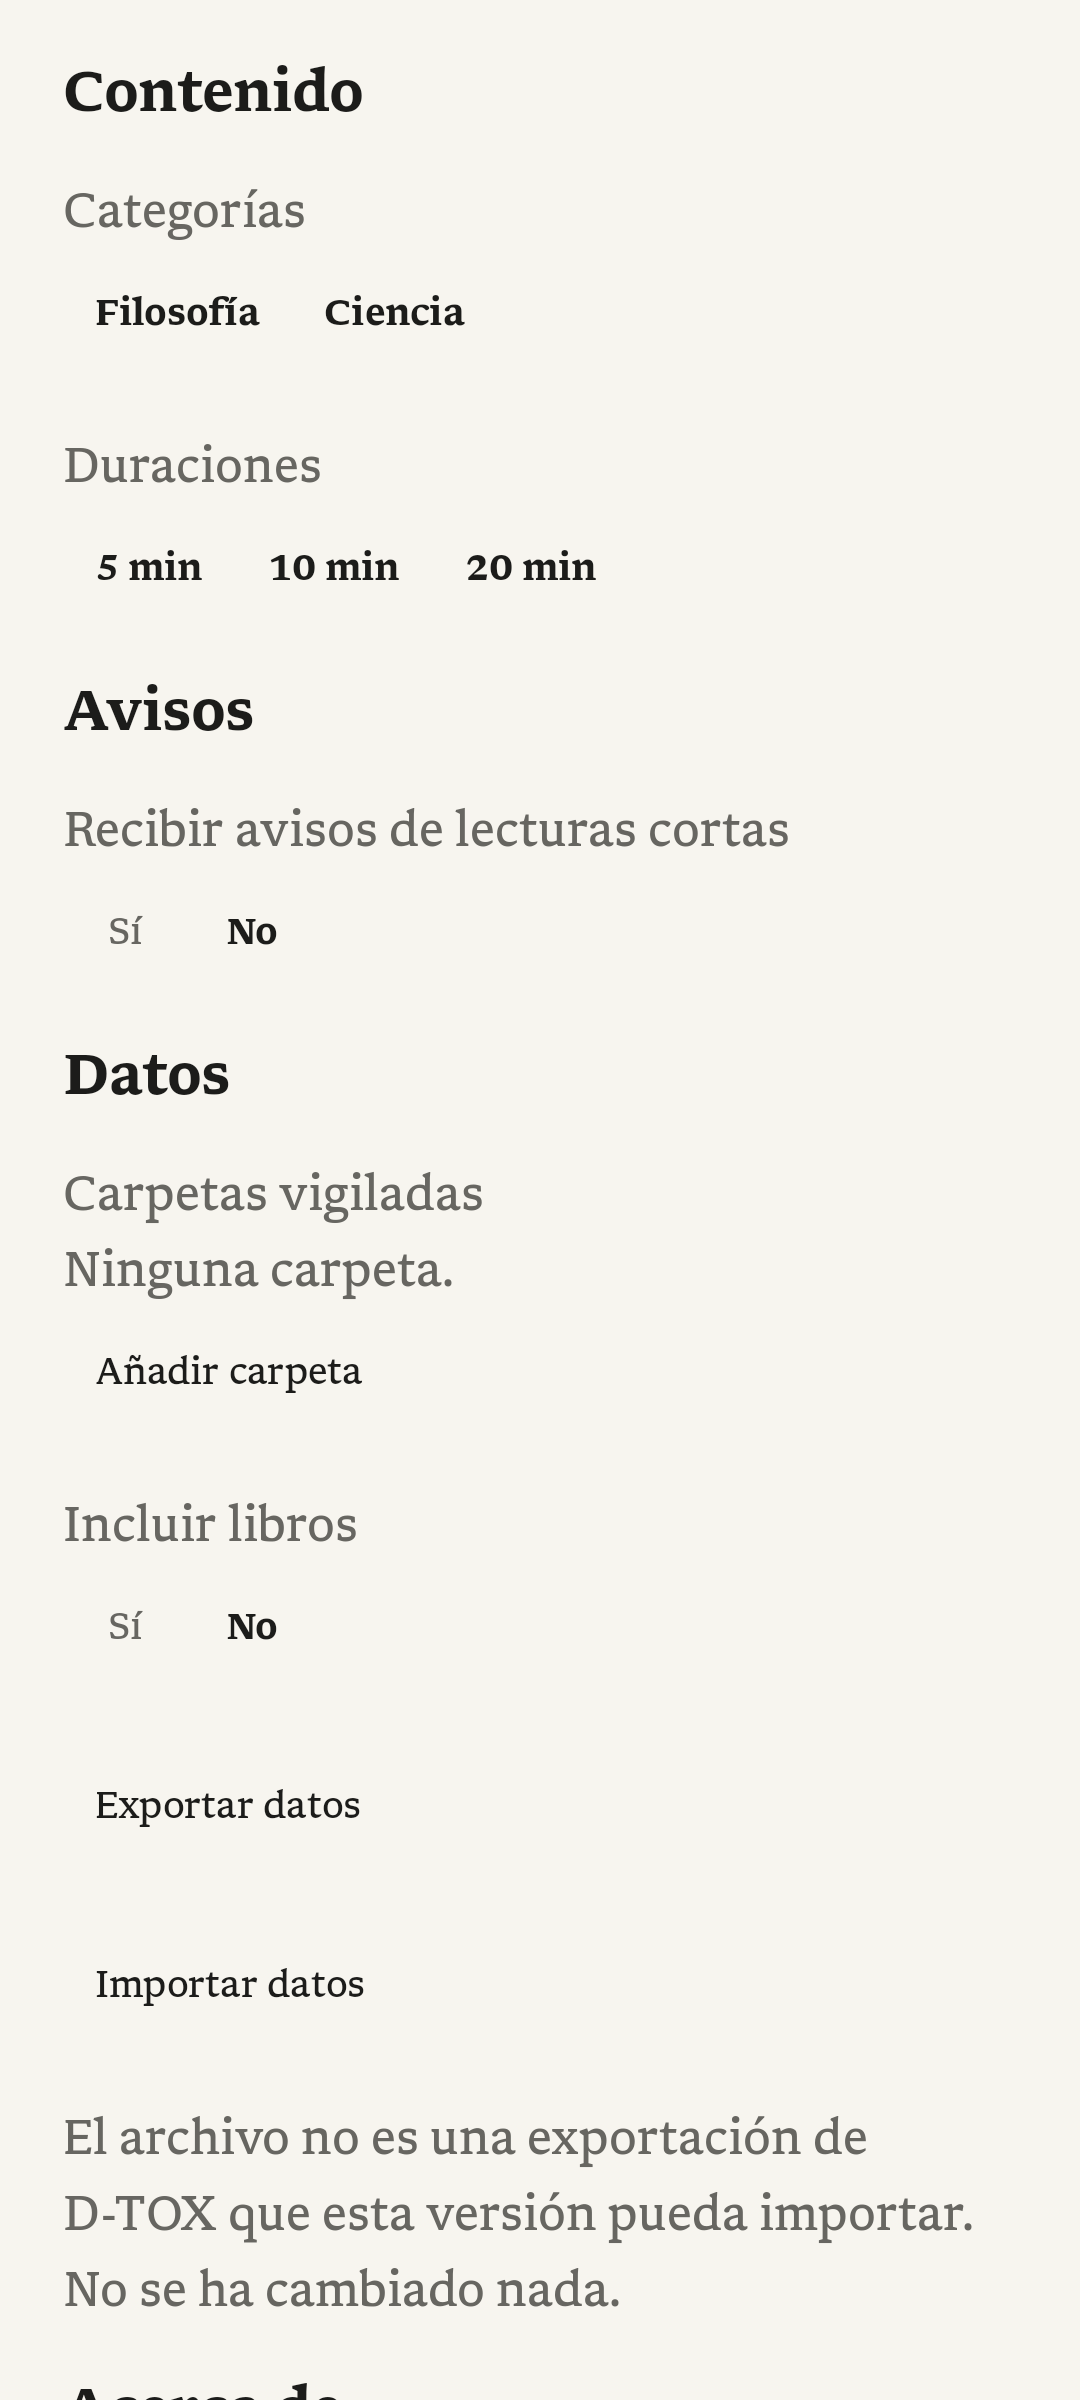 Contenido
Categorías
Filosofía Ciencia
Duraciones
5 min 10 min 20 min
Avisos
Recibir avisos de lecturas cortas
Sí No
Datos
Carpetas vigiladas
Ninguna carpeta.
Añadir carpeta
Incluir libros
Sí No
Exportar datos
Importar datos
El archivo no es una exportación de
D-TOX que esta versión pueda importar.
No se ha cambiado nada.
Acerca de